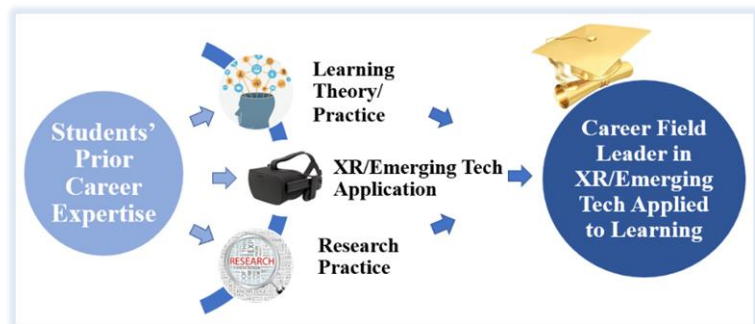 Students'
Prior
Career
Expertise
Learning
Theory/
Practice
XR/Emerging Tech
Application
RESEARCH
Research
Practice
Career Field
Leader in
XR/Emerging
Tech Applied
to Learning